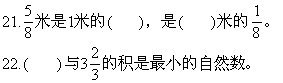 21.5/8米是1米的(    )，是(    )米的1/8。
22.(    )与3 2/3的积是最小的自然数。